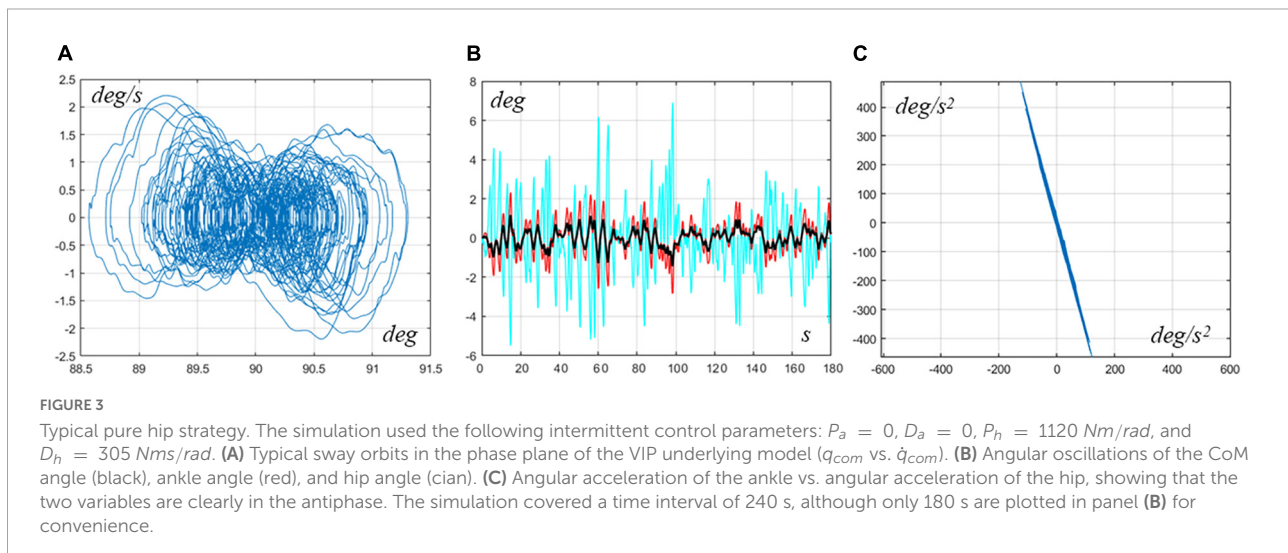 A
B
C
2.5
2
1.5
1
0.5
0
-0.5
-1
-1.5
-2
-2.5
deg/s
deg
88.5 89 89.5 90 90.5 91 91.5
8
6
4
2
0
-2
-4
-6
deg
s
0 20 40 60 80 100 120 140 160 180
400
300
200
100
0
-100
-200
-300
-400
deg/s²
deg/s²
-600 -400 -200 0 200 400 600
FIGURE 3
Typical pure hip strategy. The simulation used the following intermittent control parameters: Pₐ = 0, Dₐ = 0, Pₕ = 1120 Nm/rad, and
Dₕ = 305 Nms/rad. (A) Typical sway orbits in the phase plane of the VIP underlying model (q_com vs. q̇_com). (B) Angular oscillations of the CoM
angle (black), ankle angle (red), and hip angle (cian). (C) Angular acceleration of the ankle vs. angular acceleration of the hip, showing that the
two variables are clearly in the antiphase. The simulation covered a time interval of 240 s, although only 180 s are plotted in panel (B) for
convenience.